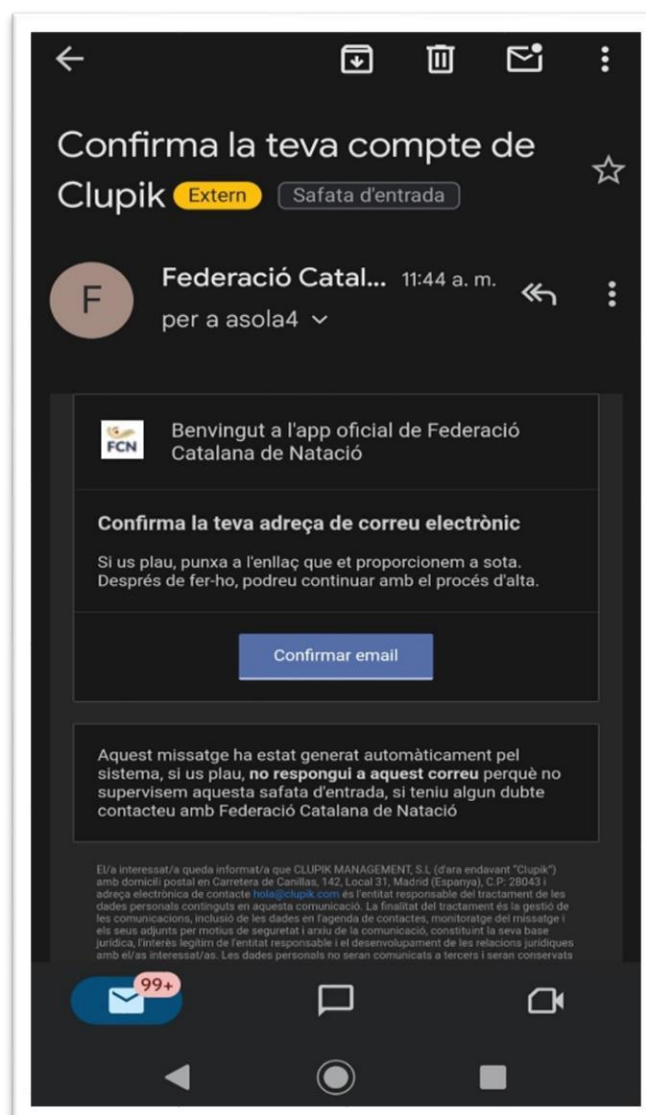 Confirma la teva compte de
Clupik Extern Safata d'entrada
F Federació Catal... 11:44 a. m.
per a asola4
FCN
Benvingut a l'app oficial de Federació
Catalana de Natació
Confirma la teva adreça de correu electrònic
Si us plau, punxa a l'enllaç que et proporcionem a sota.
Després de fer-ho, podreu continuar amb el procés d'alta.
Confirmar email
Aquest missatge ha estat generat automàticament pel
sistema, si us plau, no respongui a aquest correu perquè no
supervisem aquesta safata d'entrada, si teniu algun dubte
contacteu amb Federació Catalana de Natació
El/a interessat/a queda informat/a que CLUPIK MANAGEMENT, S.L (d'ara endavant "Clupik")
amb domicili postal en Carretera de Canillas, 142, Local 31, Madrid (Espanya), C.P: 28043 i
adreça electrònica de contacte hola@clupik.com és l'entitat responsable del tractament de les
dades personals continguts en aquesta comunicació. La finalitat del tractament és la gestió de
les comunicacions, inclusió de les dades en l'agenda de contactes, monitoratge del missatge i
els seus adjunts per motius de seguretat i arxiu de la comunicació, constituint la seva base
jurídica, l'interès legítim de l'entitat responsable i el desenvolupament de les relacions jurídiques
amb el/as interessat/as. Les dades personals no seran comunicats a tercers i seran conservats
99+